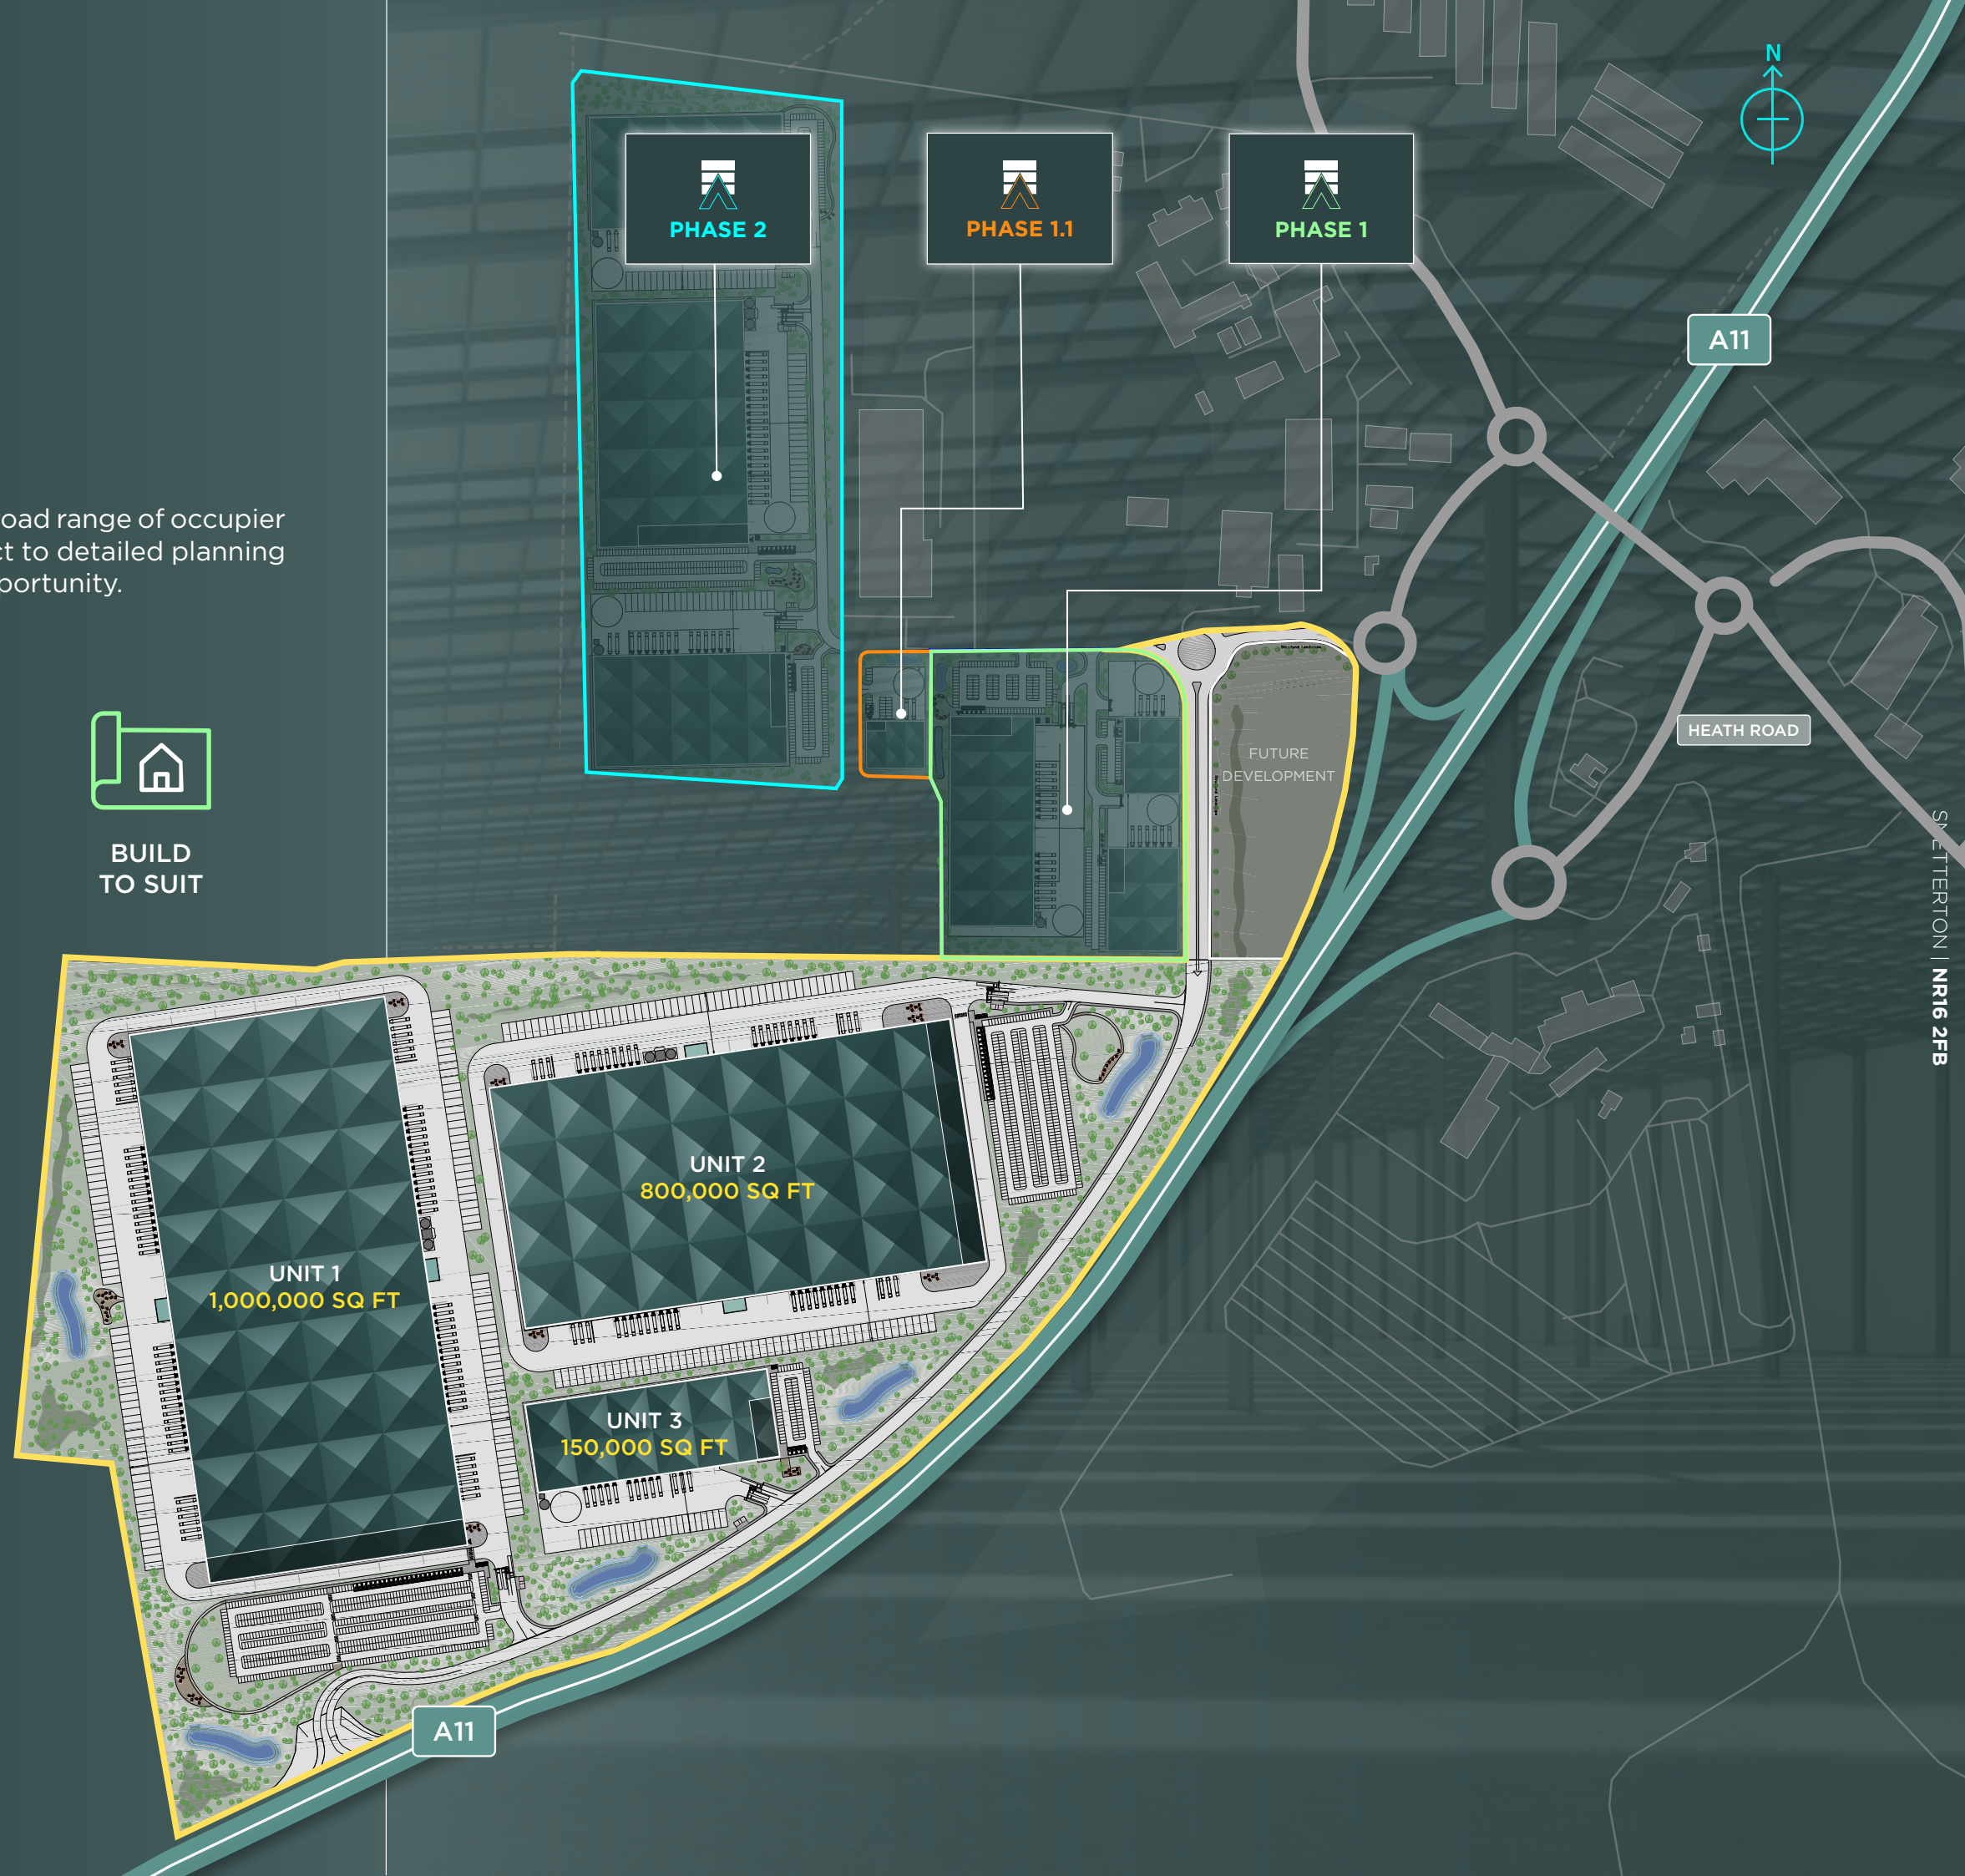 N
PHASE 2
PHASE 1.1
PHASE 1
A11
road range of occupier
ct to detailed planning
portunity.
HEATH ROAD
FUTURE
DEVELOPMENT
BUILD
TO SUIT
SNETTERTON | NR16 2FB
UNIT 2
800,000 SQ FT
UNIT 1
1,000,000 SQ FT
UNIT 3
150,000 SQ FT
A11